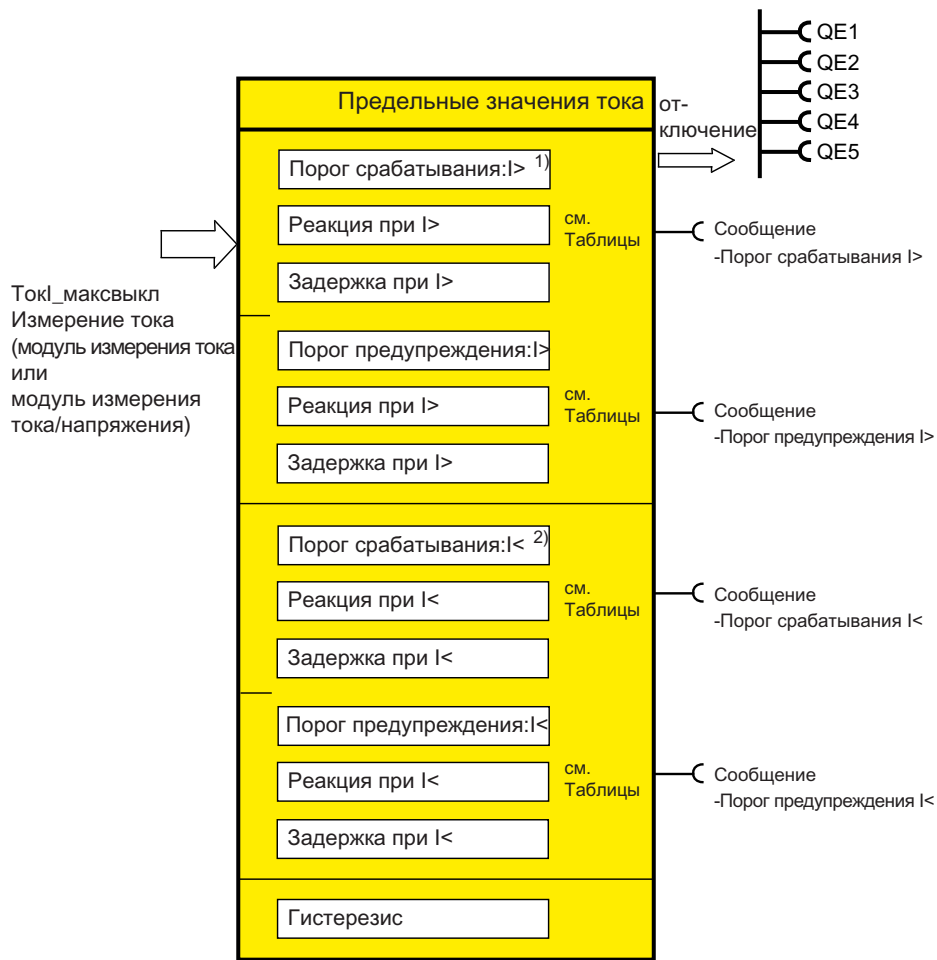 QE1
QE2
QE3
QE4
QE5
Предельные значения тока
от-
ключение
Порог срабатывания:I> 1)
Реакция при I>
см.
Таблицы
Задержка при I>
Сообщение
-Порог срабатывания I>
ТокI_максвыкл
Измерение тока
(модуль измерения тока
или
модуль измерения
тока/напряжения)
Порог предупреждения:I>
Реакция при I>
см.
Таблицы
Задержка при I>
Сообщение
-Порог предупреждения I>
Порог срабатывания:I< 2)
Реакция при I<
см.
Таблицы
Задержка при I<
Сообщение
-Порог срабатывания I<
Порог предупреждения:I<
Реакция при I<
см.
Таблицы
Задержка при I<
Сообщение
-Порог предупреждения I<
Гистерезис